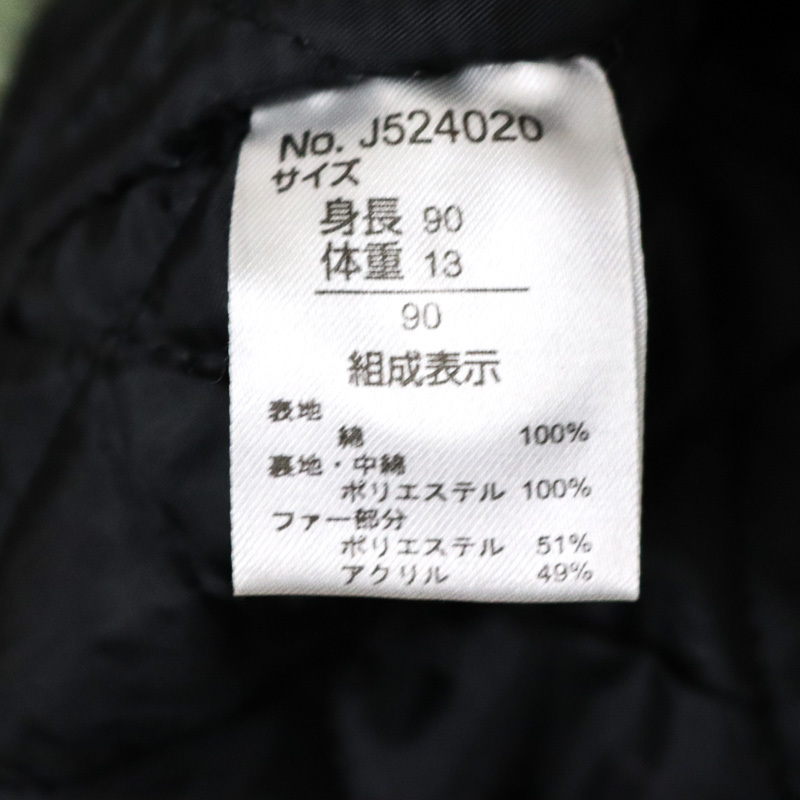 No. J524020
サイズ
身長 90
体重 13
90
組成表示
表地
綿 100%
裏地・中綿
ポリエステル 100%
ファー部分
ポリエステル 51%
アクリル 49%